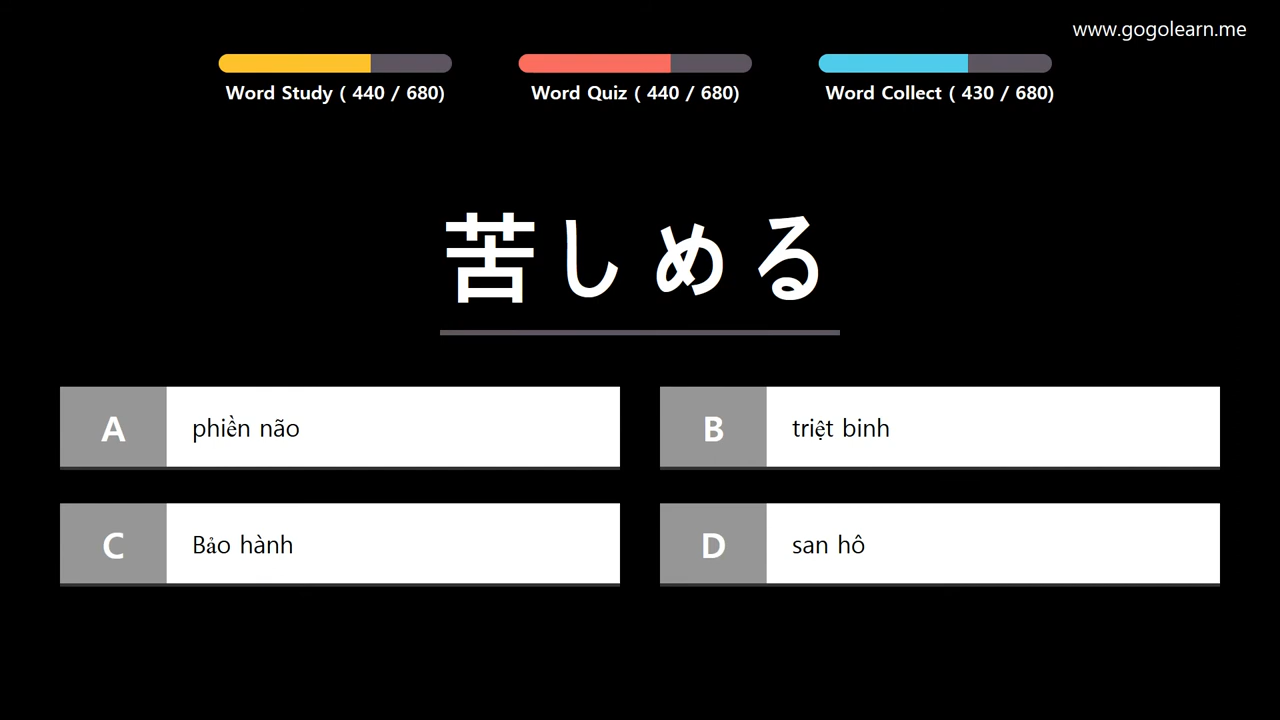 www.gogolearn.me
Word Study ( 440 / 680)
Word Quiz ( 440 / 680)
Word Collect ( 430 / 680)
苦しめる
A phiền não
B triệt binh
C Bảo hành
D san hô